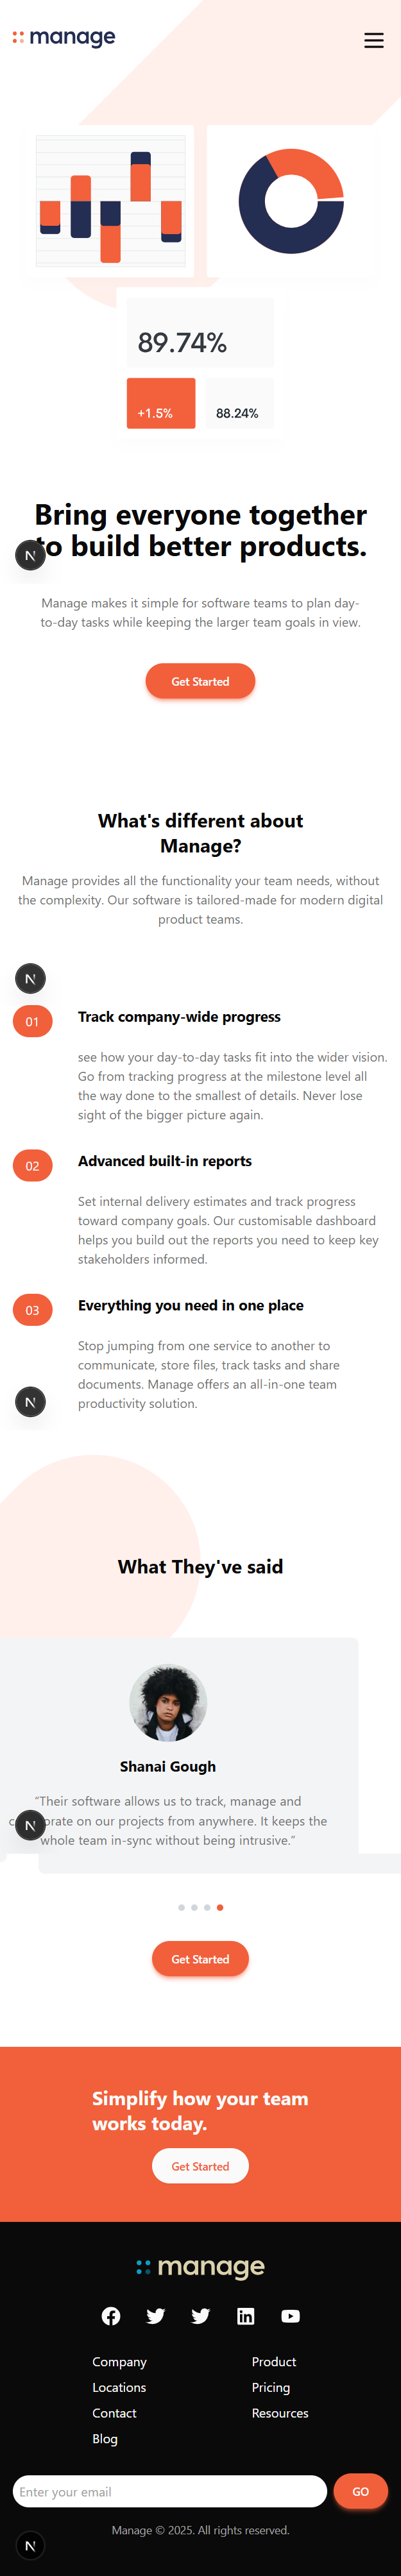 manage
89.74%
+1.5%
88.24%
Bring everyone together
to build better products.
N
Manage makes it simple for software teams to plan day-
to-day tasks while keeping the larger team goals in view.
Get Started
What's different about
Manage?
Manage provides all the functionality your team needs, without
the complexity. Our software is tailored-made for modern digital
product teams.
N
01
Track company-wide progress
see how your day-to-day tasks fit into the wider vision.
Go from tracking progress at the milestone level all
the way done to the smallest of details. Never lose
sight of the bigger picture again.
02
Advanced built-in reports
Set internal delivery estimates and track progress
toward company goals. Our customisable dashboard
helps you build out the reports you need to keep key
stakeholders informed.
03
Everything you need in one place
Stop jumping from one service to another to
communicate, store files, track tasks and share
documents. Manage offers an all-in-one team
productivity solution.
N
What They've said
Shanai Gough
“Their software allows us to track, manage and
on our projects from anywhere. It keeps the
N
whole team in-sync without being intrusive.”
Get Started
Simplify how your team
works today.
Get Started
manage
Company
Product
Locations
Pricing
Contact
Resources
Blog
Enter your email
GO
Manage © 2025. All rights reserved.
N